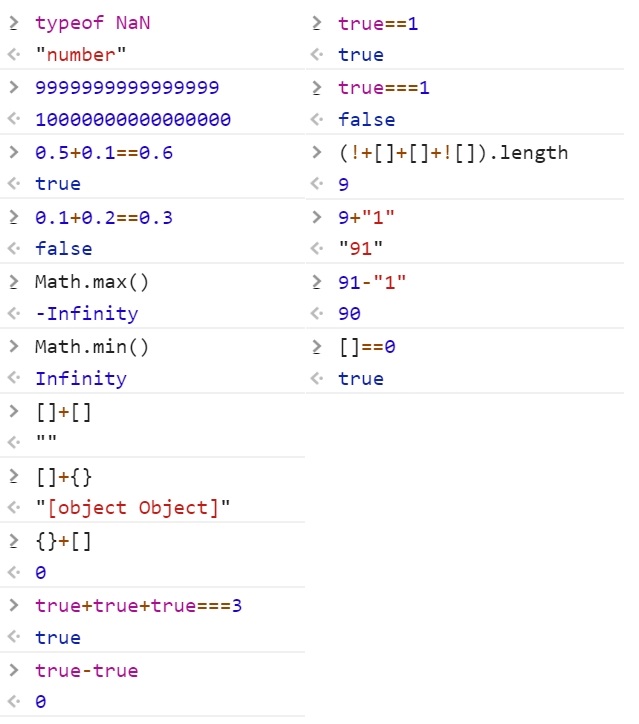 typeof NaN
"number"
9999999999999999
10000000000000000
0.5+0.1==0.6
true
0.1+0.2==0.3
false
Math.max()
-Infinity
Math.min()
Infinity
[]+[]
""
[]+{}
"[object Object]"
{}+[]
0
true+true+true===3
true
true-true
0
true==1
true
true===1
false
(!+[]+[]+![]).length
9
9+"1"
"91"
91-"1"
90
[]==0
true